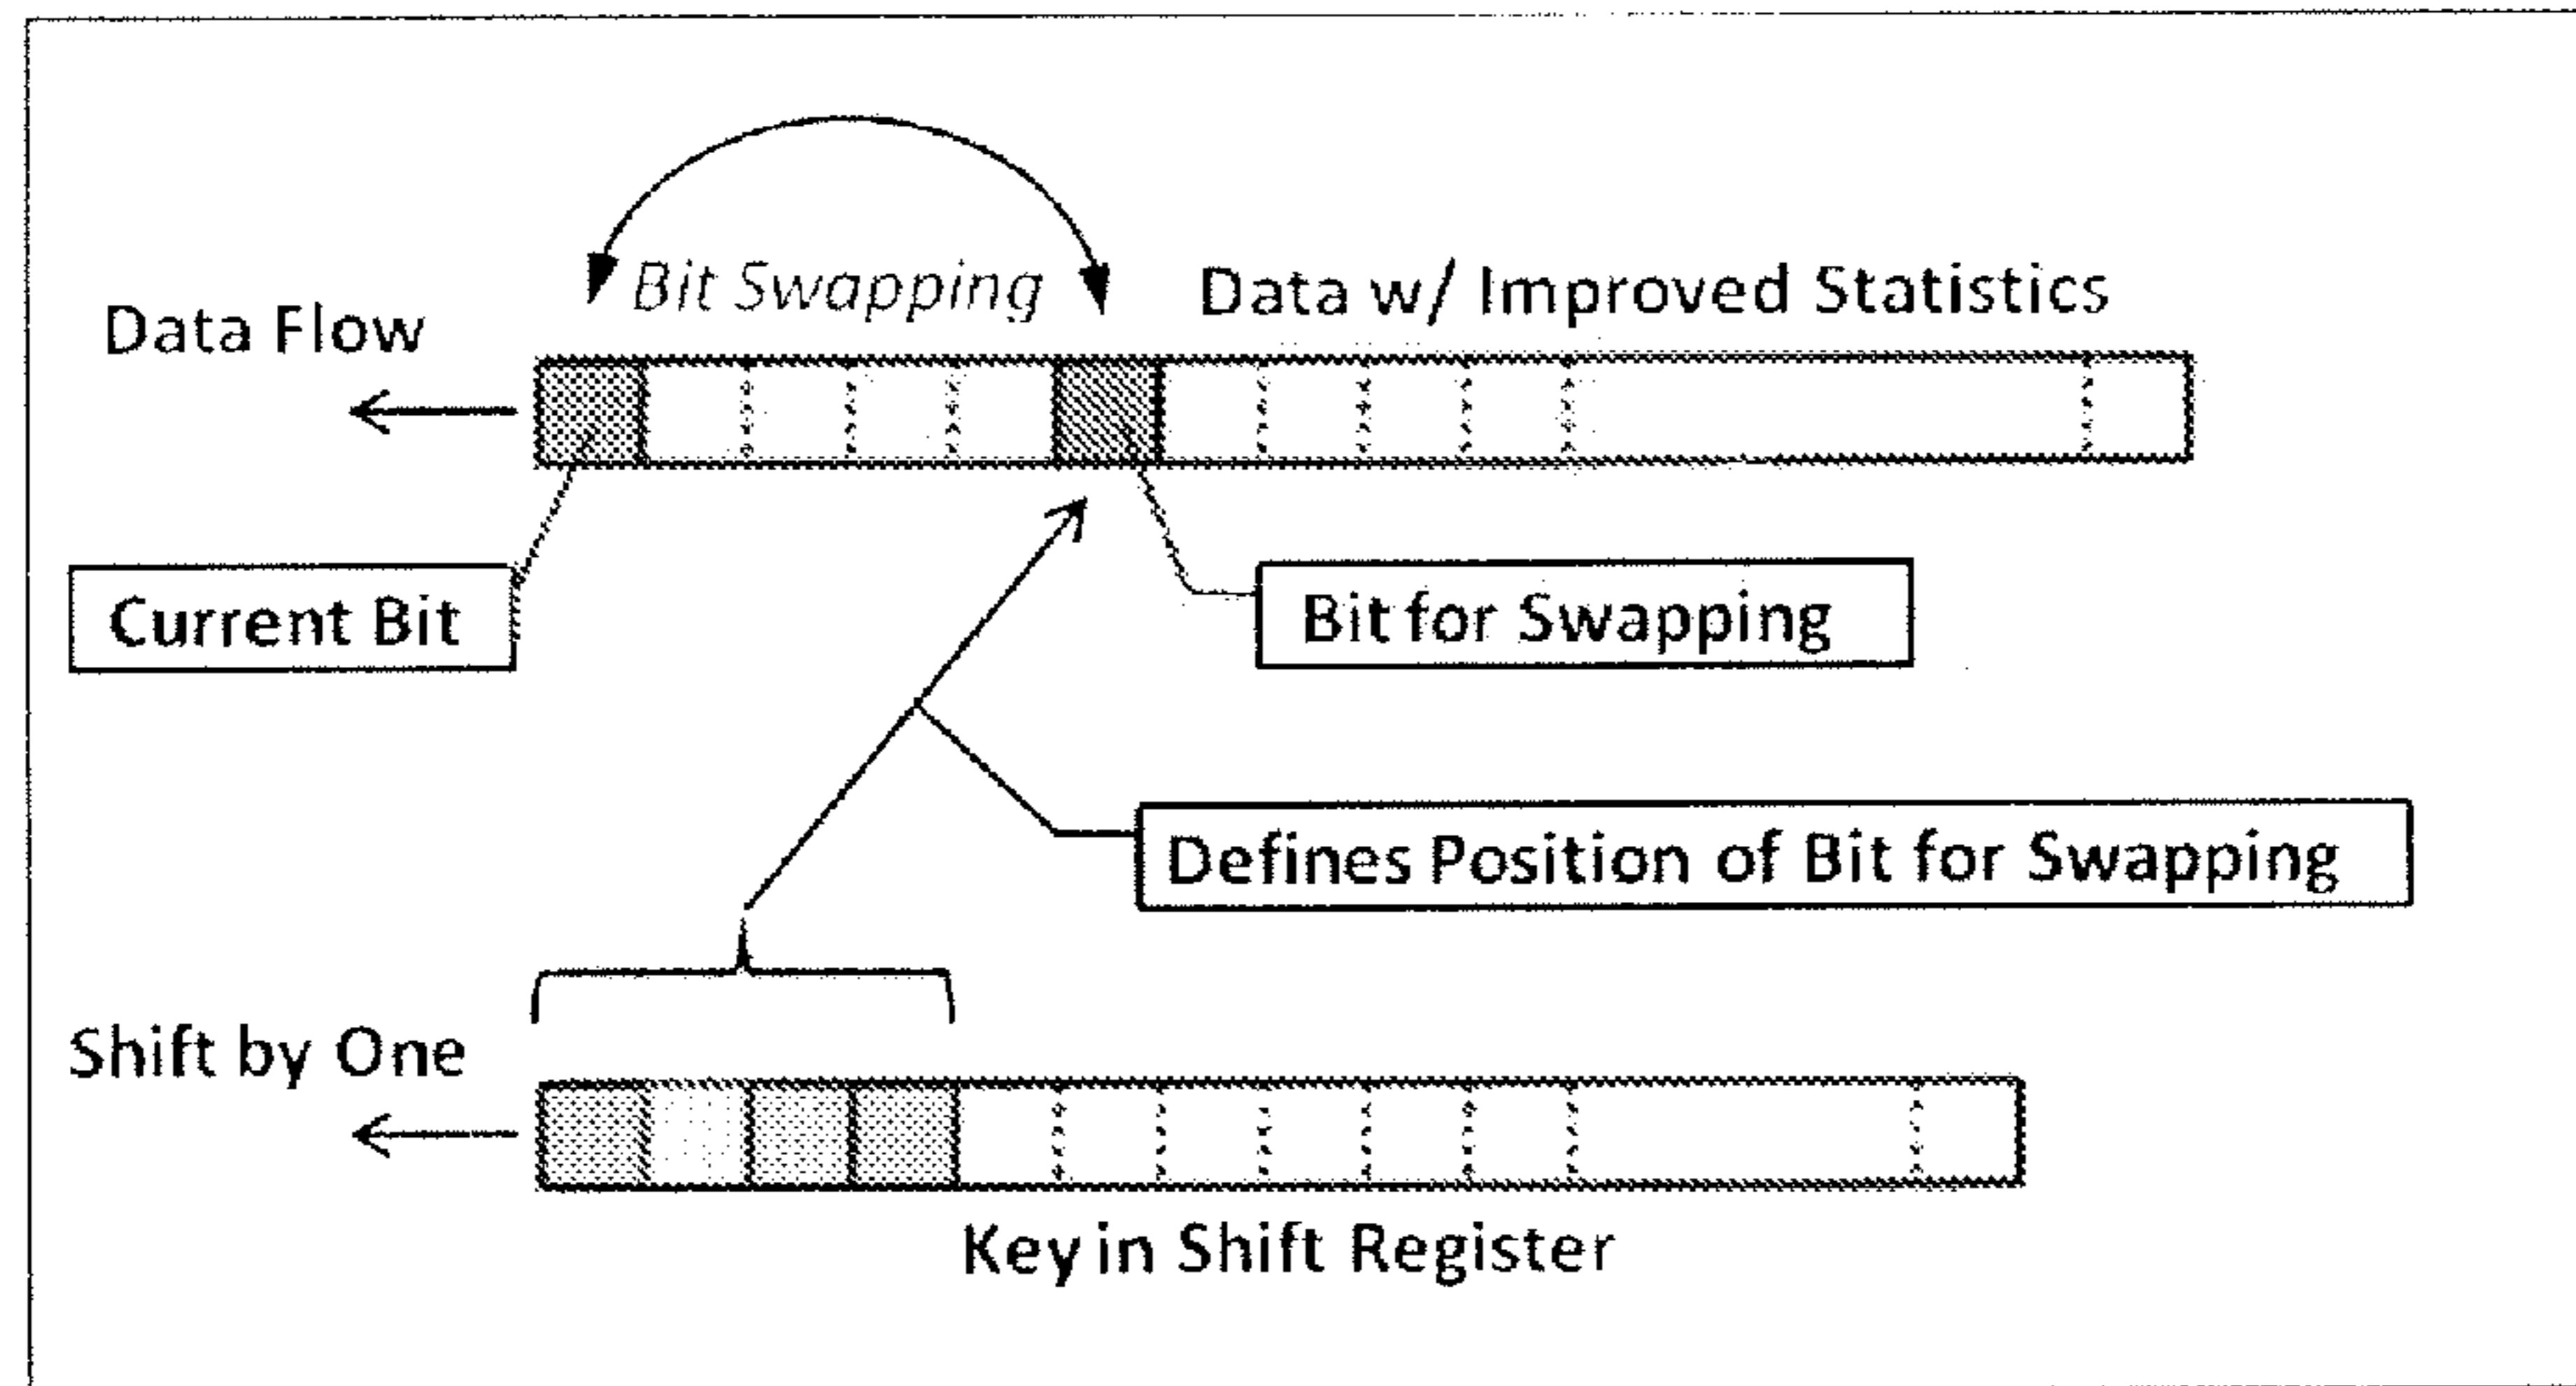 Bit Swapping
Data w/ Improved Statistics
Data Flow
Current Bit
Bit for Swapping
Defines Position of Bit for Swapping
Shift by One
Key in Shift Register